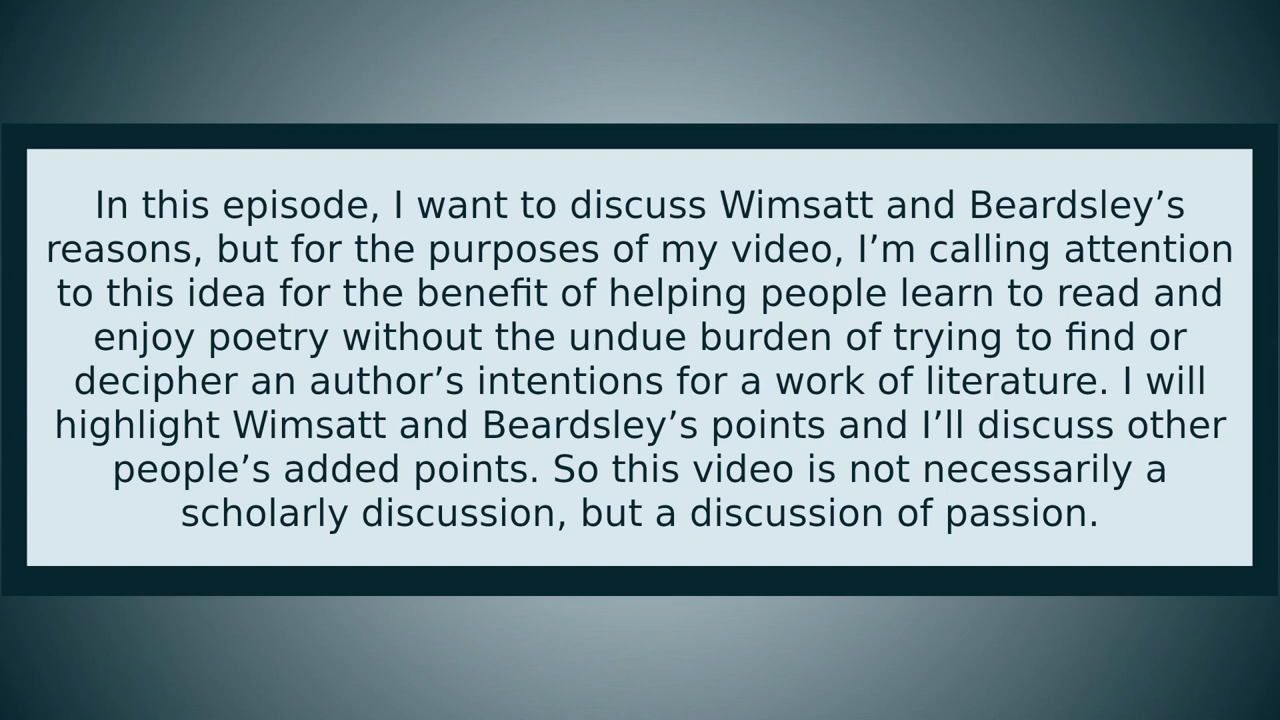 In this episode, I want to discuss Wimsatt and Beardsley’s
reasons, but for the purposes of my video, I’m calling attention
to this idea for the benefit of helping people learn to read and
enjoy poetry without the undue burden of trying to find or
decipher an author’s intentions for a work of literature. I will
highlight Wimsatt and Beardsley’s points and I’ll discuss other
people’s added points. So this video is not necessarily a
scholarly discussion, but a discussion of passion.